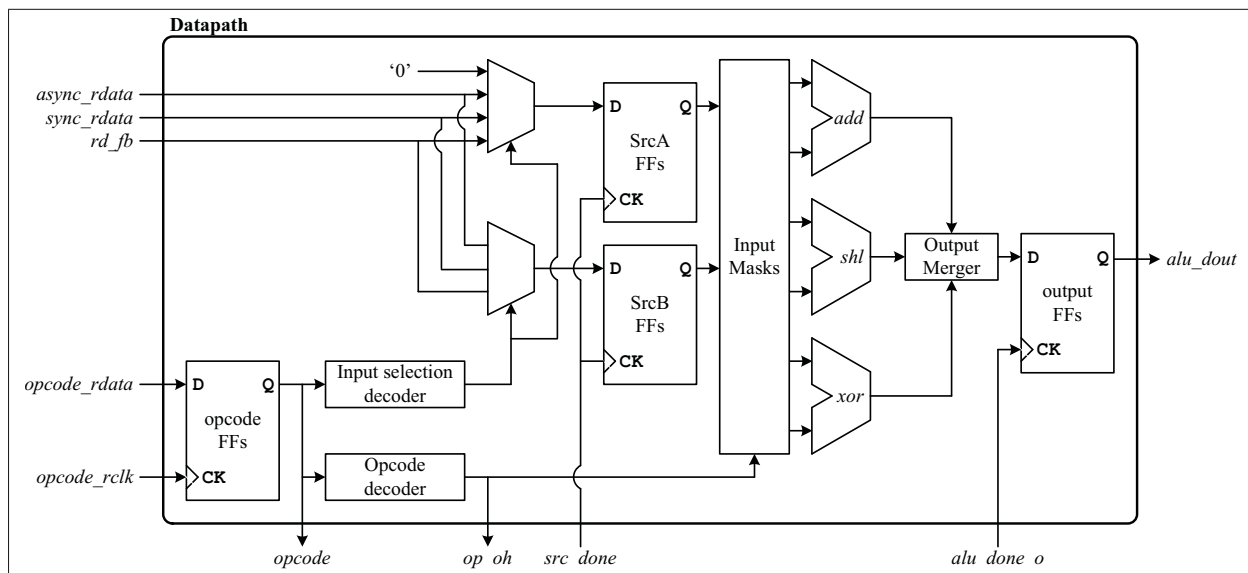 Datapath
‘0’
async_rdata
sync_rdata
rd_fb
D Q
SrcA
FFs
CK
add
D Q
SrcB
FFs
CK
Input
Masks
shl
Output
Merger
D Q
output
FFs
CK
alu_dout
xor
opcode_rdata
D Q
opcode
FFs
CK
opcode_rclk
Input selection
decoder
Opcode
decoder
opcode
op_oh
src_done
alu_done_o